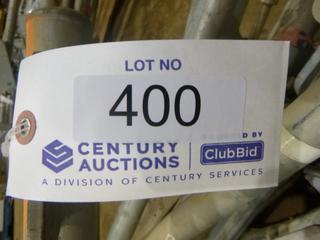 LOT NO
400
D BY
CENTURY AUCTIONS ClubBid
A DIVISION OF CENTURY SERVICES